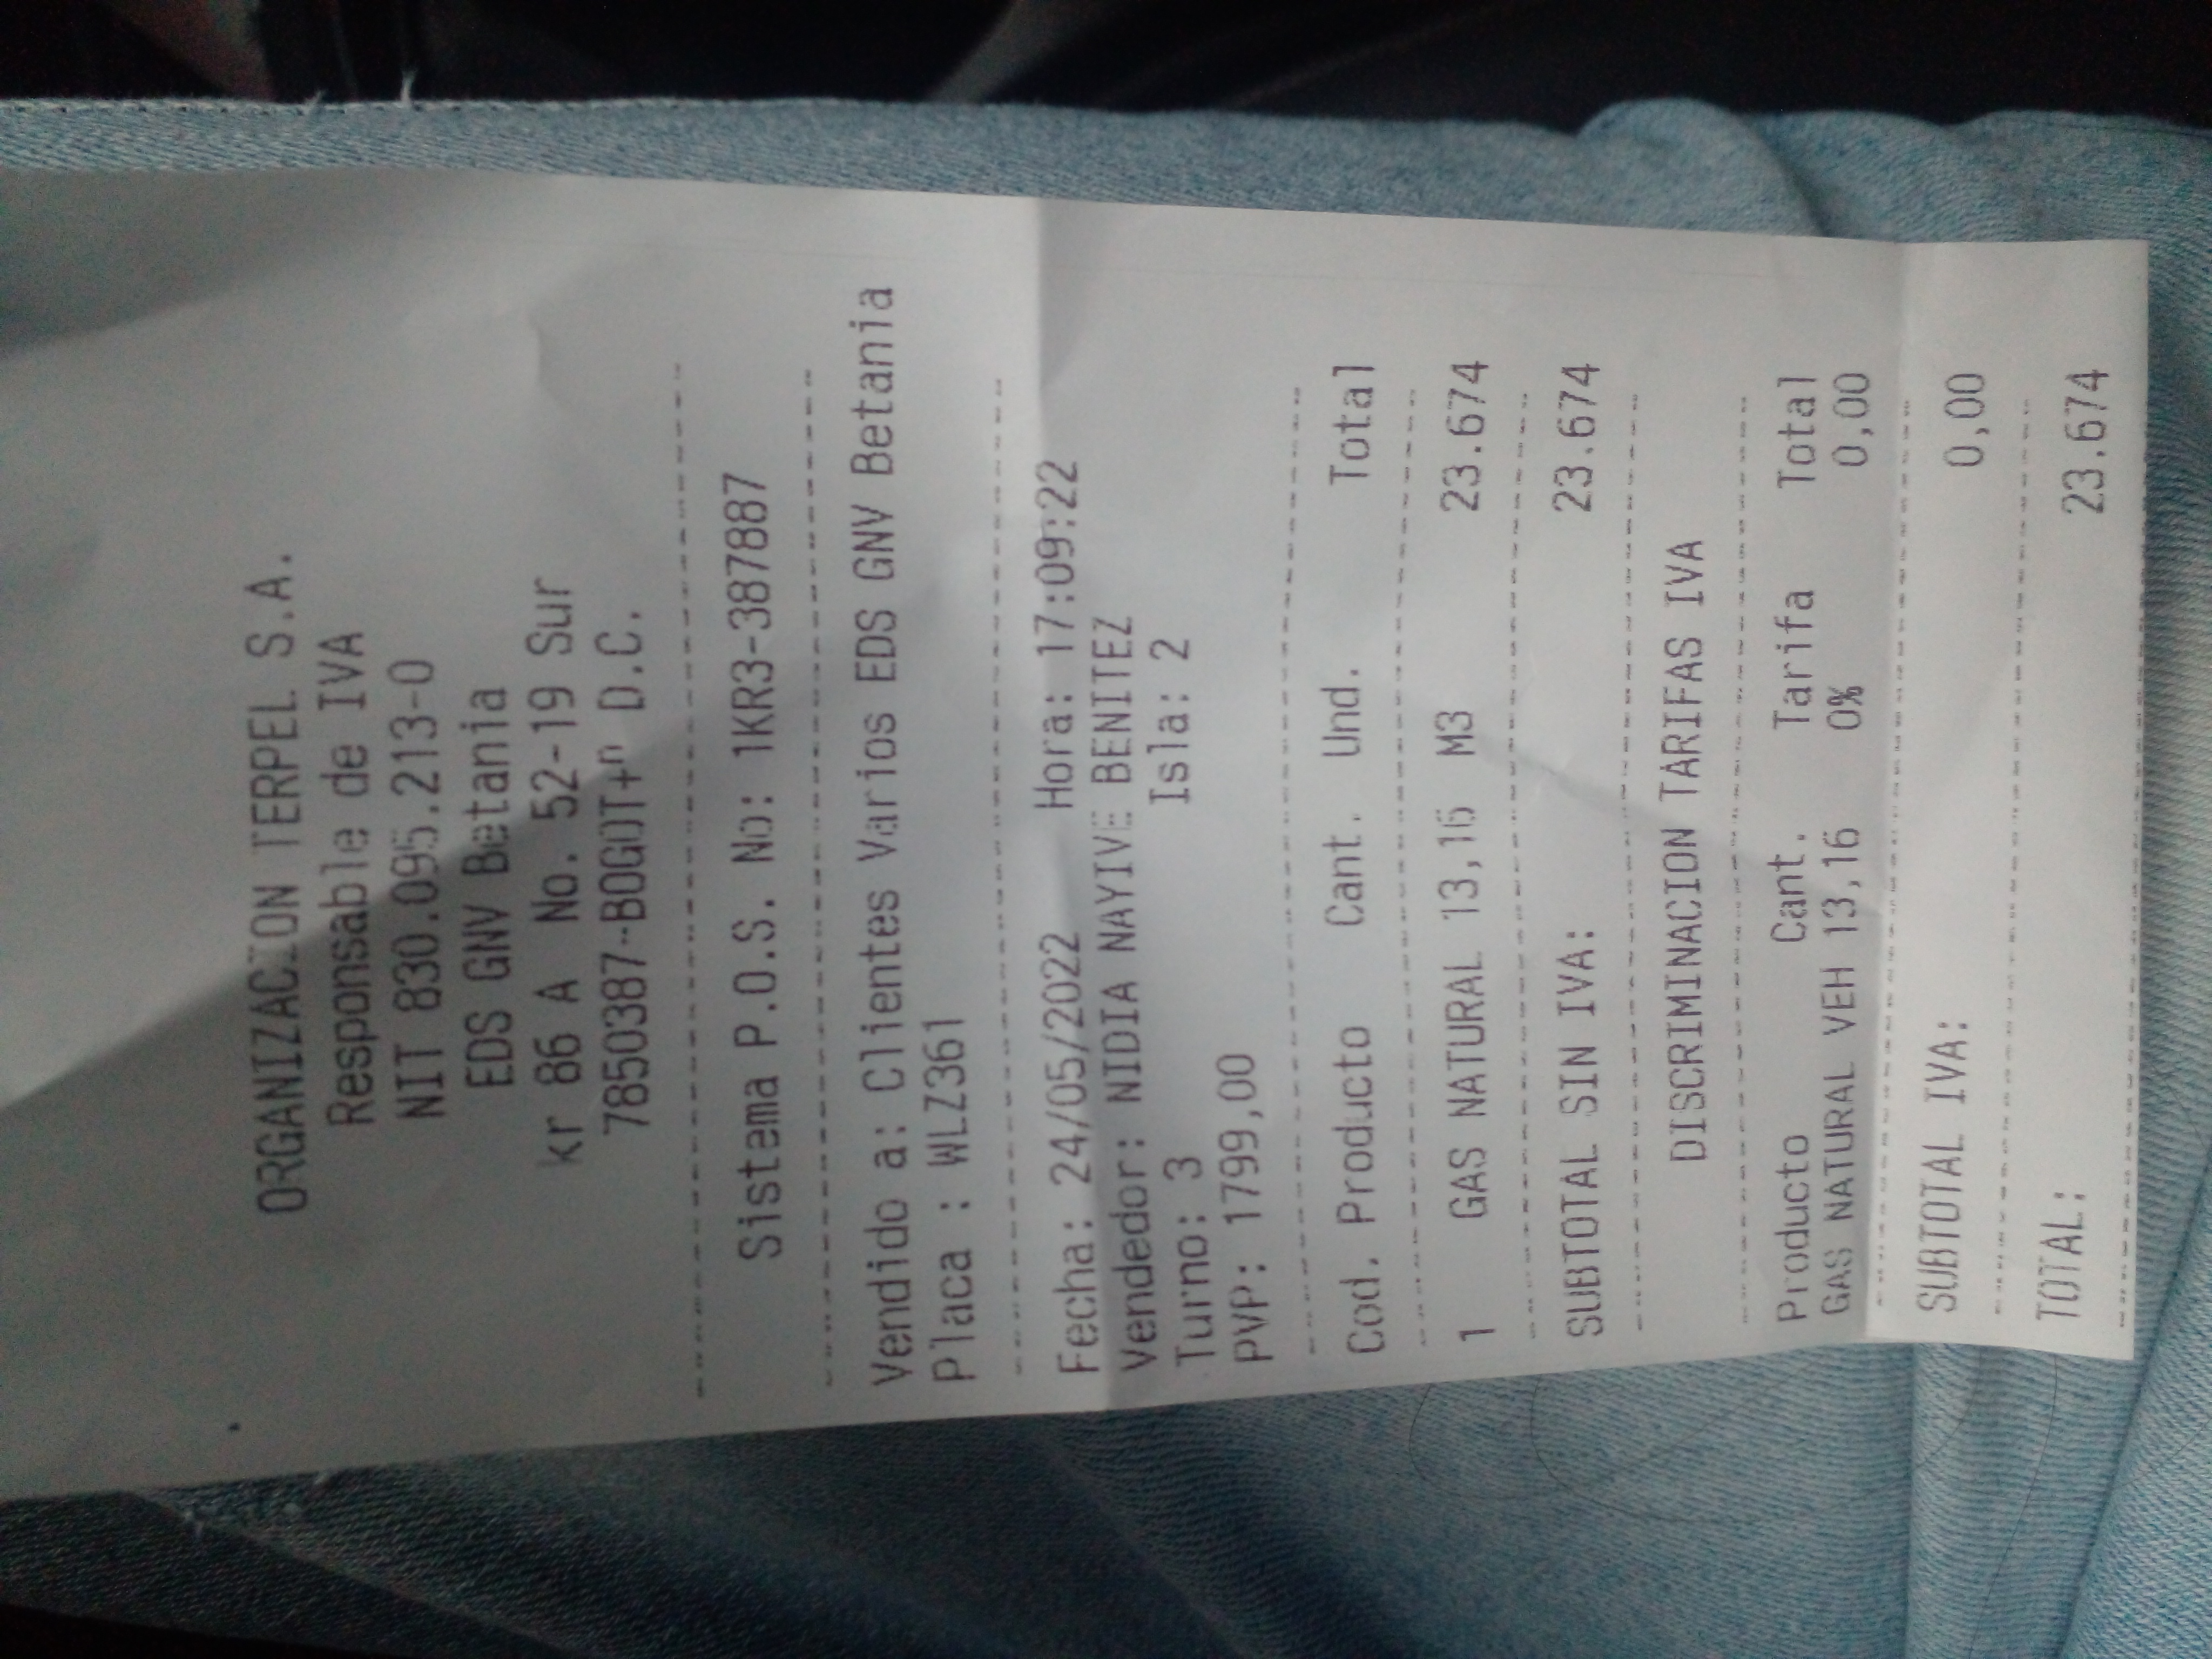 ORGANIZACION TERPEL S.A.
Responsable de IVA
NIT 830.095.213-0
EDS GNV Betania
kr 86 A No. 52-19 Sur
7850387-BOGOT+n D.C.
Sistema P.O.S. No: 1KR3-387887
Vendido a: Clientes Varios EDS GNV Betania
Placa : WLZ361
Fecha: 24/05/2022 Hora: 17:09:22
Vendedor: NIDIA NAYIVE BENITEZ
Turno: 3 Isla: 2
PVP: 1799,00
Cod. Producto Cant. Und. Total
1 GAS NATURAL 13,16 M3 23.674
SUBTOTAL SIN IVA: 23.674
DISCRIMINACION TARIFAS IVA
Producto Cant. Tarifa Total
GAS NATURAL VEH 13,16 0% 0,00
SUBTOTAL IVA: 0,00
TOTAL: 23.674